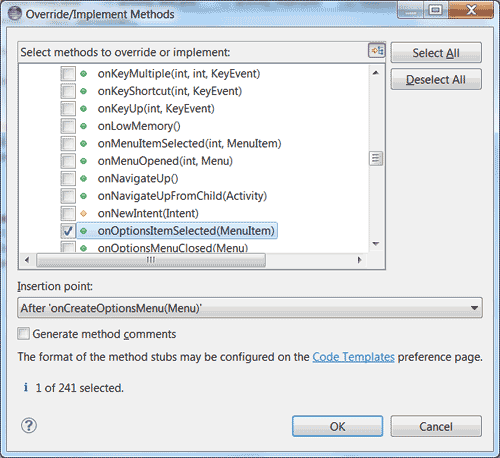 Override/Implement Methods
Select methods to override or implement:
onKeyMultiple(int, int, KeyEvent)
onKeyShortcut(int, KeyEvent)
onKeyUp(int, KeyEvent)
onLowMemory()
onMenuItemSelected(int, MenuItem)
onMenuOpened(int, Menu)
onNavigateUp()
onNavigateUpFromChild(Activity)
onNewIntent(Intent)
onOptionsItemSelected(MenuItem)
onOptionsMenuClosed(Menu)
Select All
Deselect All
Insertion point:
After 'onCreateOptionsMenu(Menu)'
Generate method comments
The format of the method stubs may be configured on the Code Templates preference page.
i 1 of 241 selected.
?
OK
Cancel